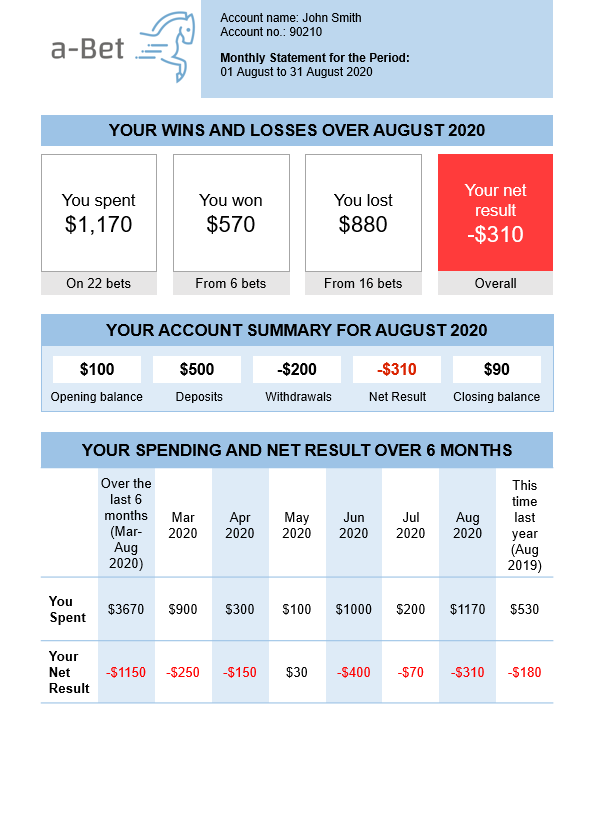 a-Bet
Account name: John Smith
Account no.: 90210
Monthly Statement for the Period:
01 August to 31 August 2020
YOUR WINS AND LOSSES OVER AUGUST 2020
You spent
$1,170
On 22 bets
You won
$570
From 6 bets
You lost
$880
From 16 bets
Your net
result
-$310
Overall
YOUR ACCOUNT SUMMARY FOR AUGUST 2020
$100 $500 -$200 -$310 $90
Opening balance Deposits Withdrawals Net Result Closing balance
YOUR SPENDING AND NET RESULT OVER 6 MONTHS
Over the
last 6
months
(Mar-
Aug
2020)
Mar
2020
Apr
2020
May
2020
Jun
2020
Jul
2020
Aug
2020
This
time
last
year
(Aug
2019)
You
Spent
$3670 $900 $300 $100 $1000 $200 $1170 $530
Your
Net
Result
-$1150 -$250 -$150 $30 -$400 -$70 -$310 -$180